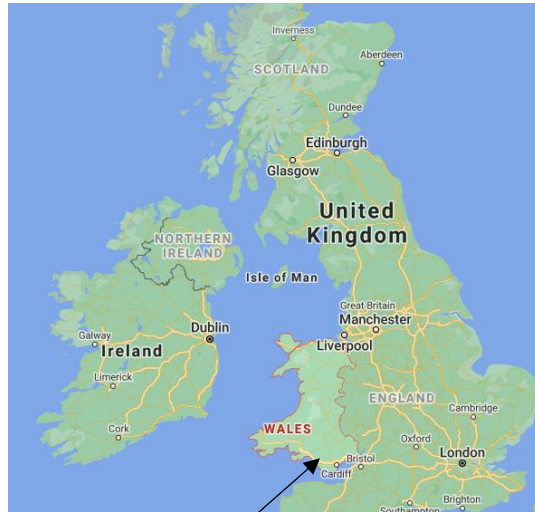 Inverness
Aberdeen
SCOTLAND
Dundee
Edinburgh
Glasgow
United
Kingdom
NORTHERN
IRELAND
Isle of Man
Great Britain
Manchester
Dublin
Liverpool
Galway
Ireland
Limerick
ENGLAND
Cambridge
WALES
Cork
Oxford
London
Bristol
Cardiff
Brighton
Southampton